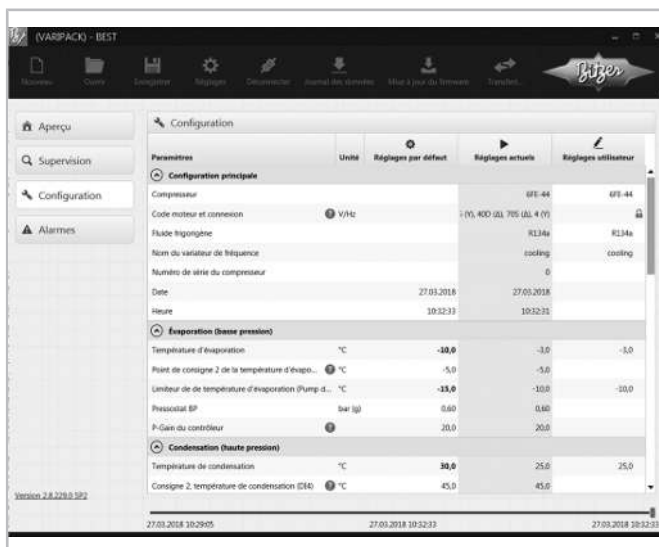 (VARIPACK) - BEST
Nouveau Ouvrir Enregistrer Réglages Déconnecter Journal des données Mise à jour du firmware Transfert...
Bitzer
Aperçu
Supervision
Configuration
Alarmes
Configuration
Paramètres Unité Réglages par défaut Réglages actuels Réglages utilisateur
Configuration principale
Compresseur 6FE-44 6FE-44
Code moteur et connexion ? V/Hz (Y), 40D (Δ), 70S (Δ), 4 (Y)
Fluide frigorigène R134a R134a
Nom du variateur de fréquence cooling cooling
Numéro de série du compresseur 0
Date 27.03.2018 27.03.2018
Heure 10:32:33 10:32:31
Évaporation (basse pression)
Température d'évaporation °C -10,0 -3,0 -3,0
Point de consigne 2 de la température d'évapo... ? °C -5,0 -5,0
Limiteur de de température d'évaporation (Pump d... °C -15,0 -10,0 -10,0
Pressostat BP bar (g) 0,60 0,60
P-Gain du contrôleur ? 20,0 20,0
Condensation (haute pression)
Température de condensation °C 30,0 25,0 25,0
Consigne 2, température de condensation (DI4) ? °C 45,0 45,0
Version 2.8.229.0 SP2
27.03.2018 10:29:05 27.03.2018 10:32:33 27.03.2018 10:32:33